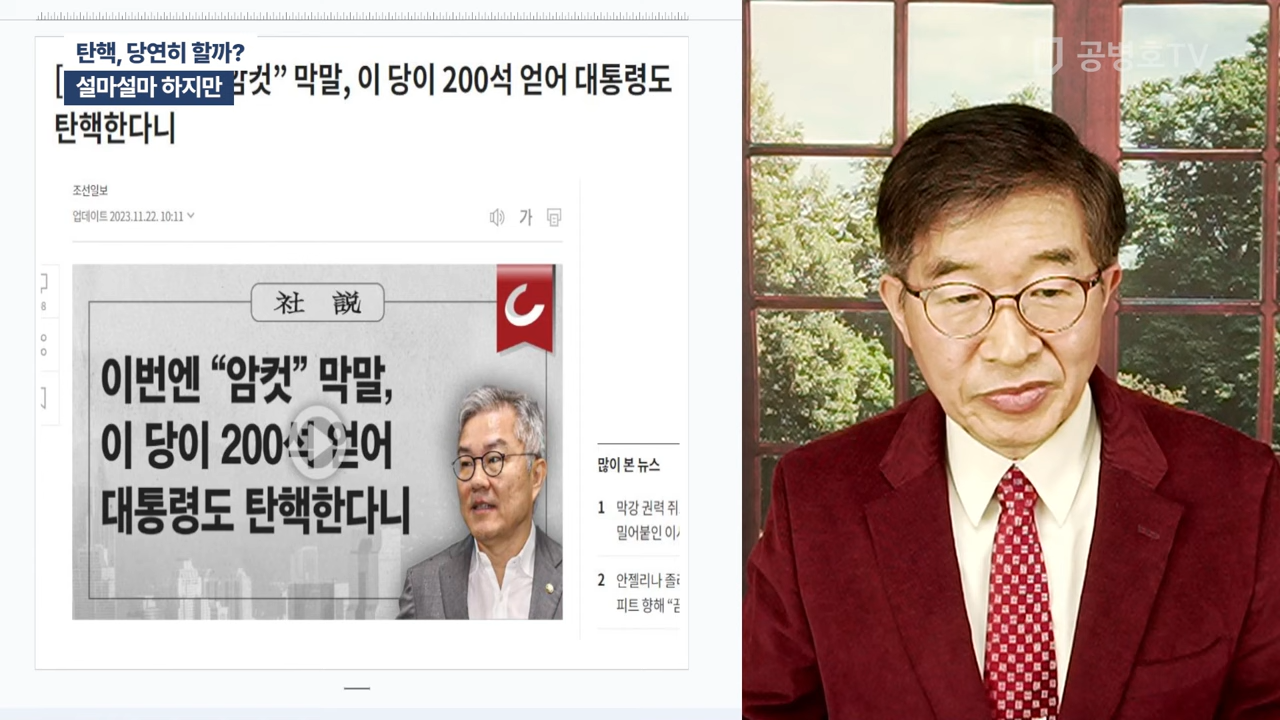 탄핵, 당연히 할까?
설마설마 하지만
[ 암컷” 막말, 이 당이 200석 얻어 대통령도
탄핵한다니
조선일보
업데이트 2023.11.22. 10:11
가
8
社 說
이번엔 “암컷” 막말,
이 당이 200석 얻어
대통령도 탄핵한다니
많이 본 뉴스
1 막강 권력 쥐
밀어붙인 이
2 안젤리나 졸
피트 향해
공병호TV